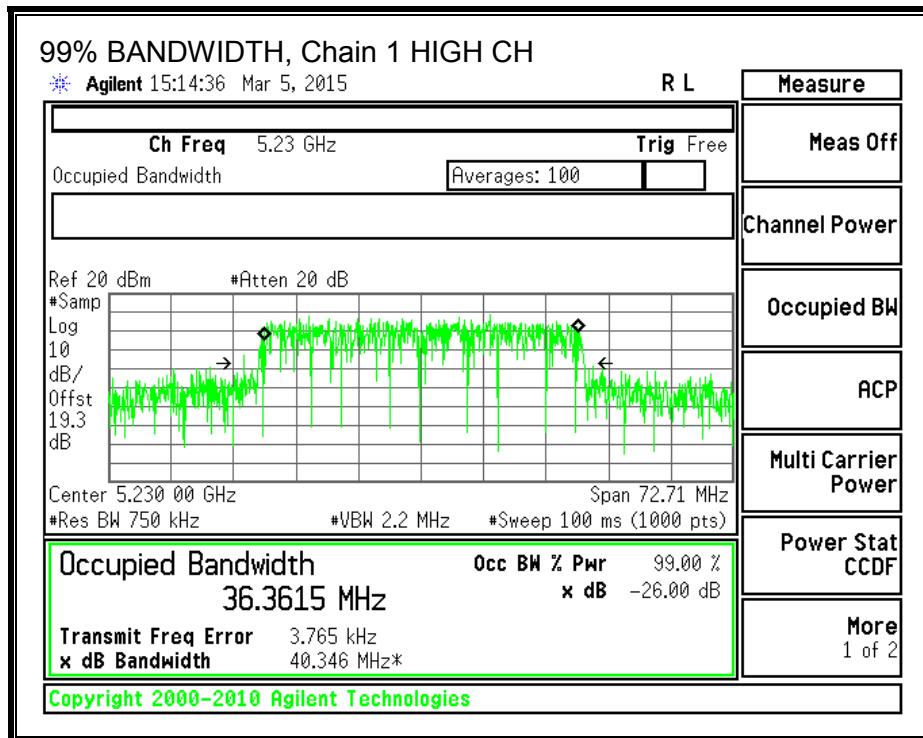 99% BANDWIDTH, Chain 1 HIGH CH
Agilent 15:14:36 Mar 5, 2015 R L
Measure
Ch Freq 5.23 GHz Trig Free
Occupied Bandwidth Averages: 100
Ref 20 dBm #Atten 20 dB
#Samp
Log
10
dB/
Offst
19.3
dB
Center 5.230 00 GHz Span 72.71 MHz
#Res BW 750 kHz #VBW 2.2 MHz #Sweep 100 ms (1000 pts)
Occupied Bandwidth Occ BW % Pwr 99.00 %
36.3615 MHz x dB -26.00 dB
Transmit Freq Error 3.765 kHz
x dB Bandwidth 40.346 MHz*
Copyright 2000-2010 Agilent Technologies
Meas Off
Channel Power
Occupied BW
ACP
Multi Carrier
Power
Power Stat
CCDF
More
1 of 2